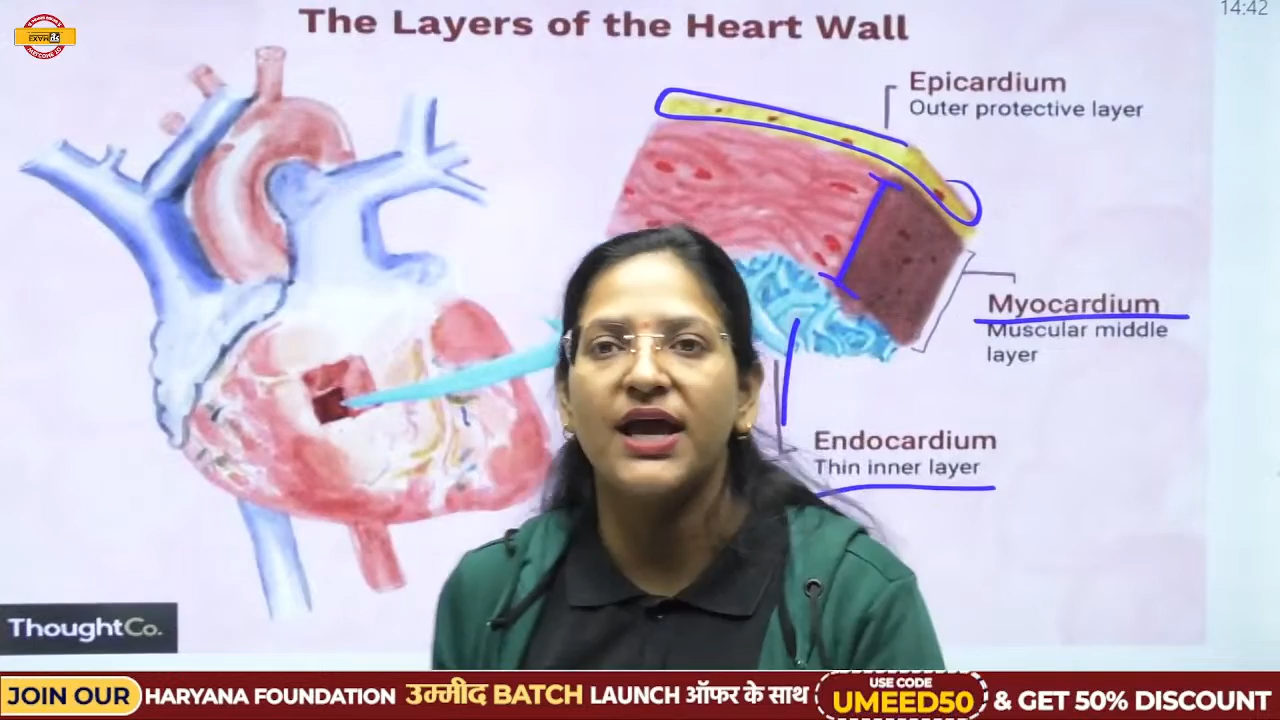 14:42
The Layers of the Heart Wall
Epicardium
Outer protective layer
Myocardium
Muscular middle
layer
Endocardium
Thin inner layer
ThoughtCo.
JOIN OUR HARYANA FOUNDATION उम्मीद BATCH LAUNCH ऑफर के साथ USE CODE UMEED50 & GET 50% DISCOUNT